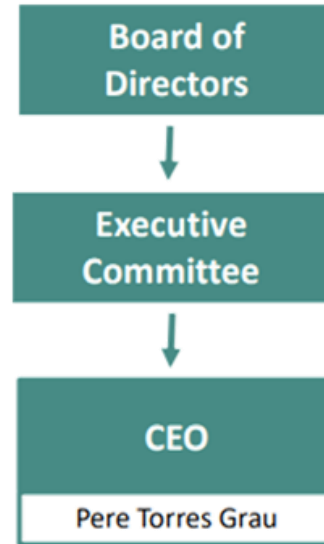 Board of
Directors
Executive
Committee
CEO
Pere Torres Grau